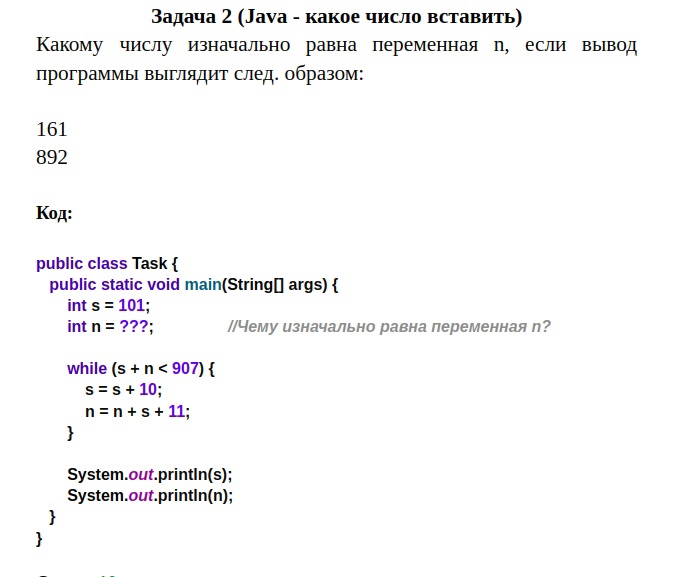 Задача 2 (Java - какое число вставить)
Какому числу изначально равна переменная n, если вывод
программы выглядит след. образом:
161
892
Код:
public class Task {
public static void main(String[] args) {
int s = 101;
int n = ???; //Чему изначально равна переменная n?
while (s + n < 907) {
s = s + 10;
n = n + s + 11;
}
System.out.println(s);
System.out.println(n);
}
}